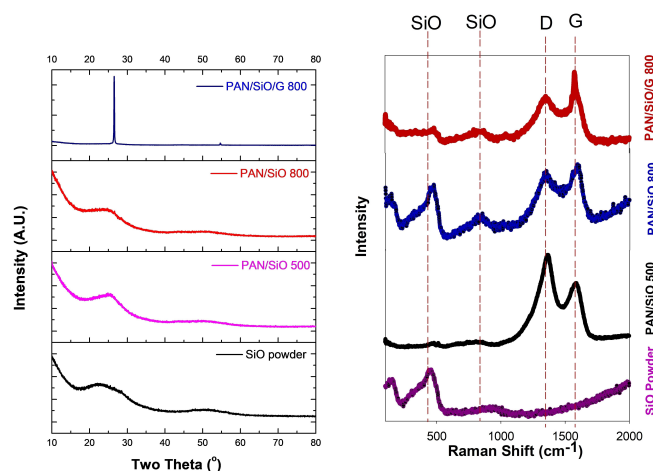 10 20 30 40 50 60 70 80
PAN/SiO/G 800
PAN/SiO 800
PAN/SiO 500
SiO powder
Intensity (A.U.)
10 20 30 40 50 60 70 80
Two Theta (°)
SiO SiO D G
PAN/SiO/G 800
PAN/SiO 800
PAN/SiO 500
SiO Powder
Intensity
500 1000 1500 2000
Raman Shift (cm-1)